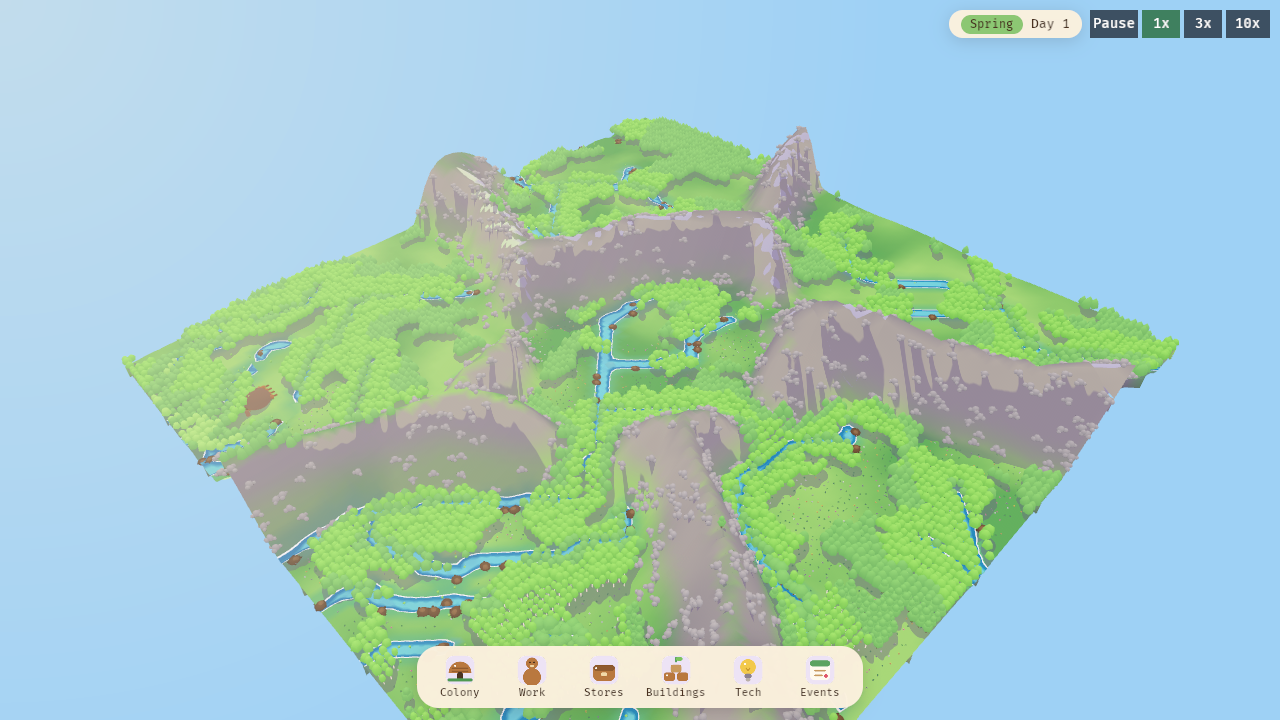 Spring Day 1 Pause 1x 3x 10x
Colony Work Stores Buildings Tech Events